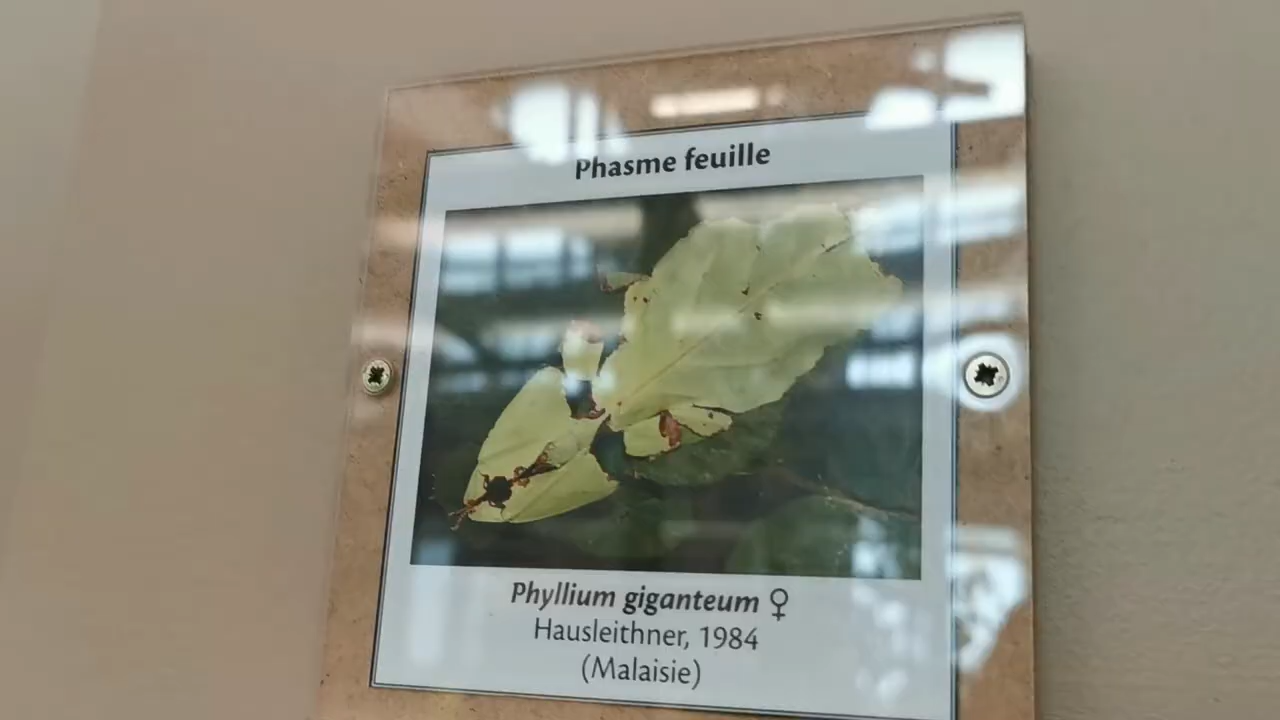 Phasme feuille
Phyllium giganteum ♀
Hausleithner, 1984
(Malaisie)